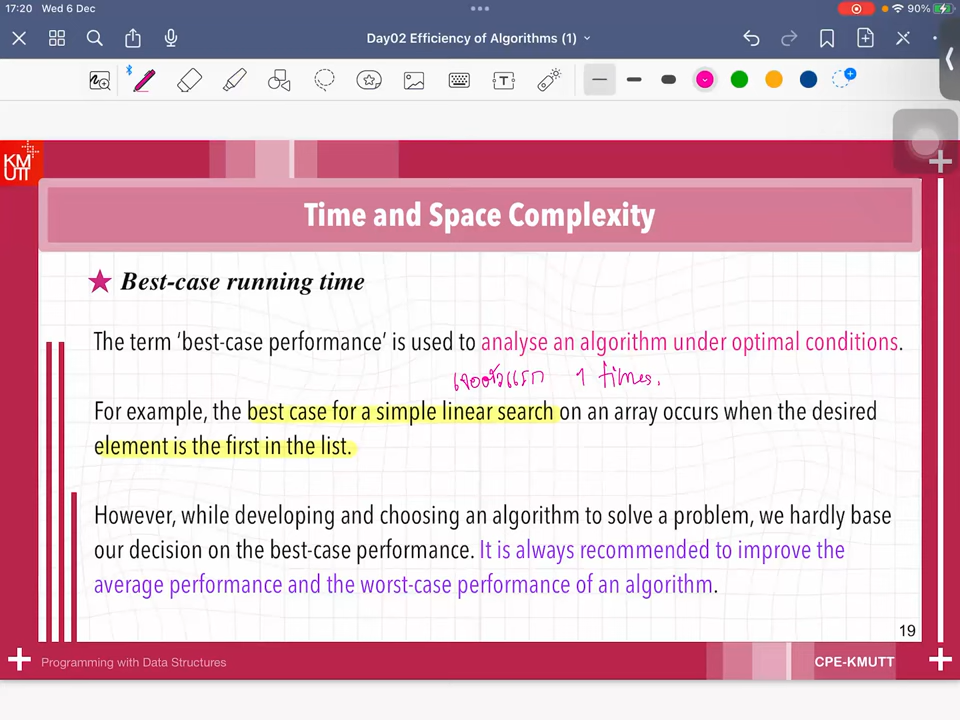 17:20 Wed 6 Dec
90%
Day02 Efficiency of Algorithms (1)
KM
UTT
Time and Space Complexity
Best-case running time
The term ‘best-case performance’ is used to analyse an algorithm under optimal conditions.
เจอตัวแรก 1 times.
For example, the best case for a simple linear search on an array occurs when the desired
element is the first in the list.
However, while developing and choosing an algorithm to solve a problem, we hardly base
our decision on the best-case performance. It is always recommended to improve the
average performance and the worst-case performance of an algorithm.
19
Programming with Data Structures
CPE-KMUTT